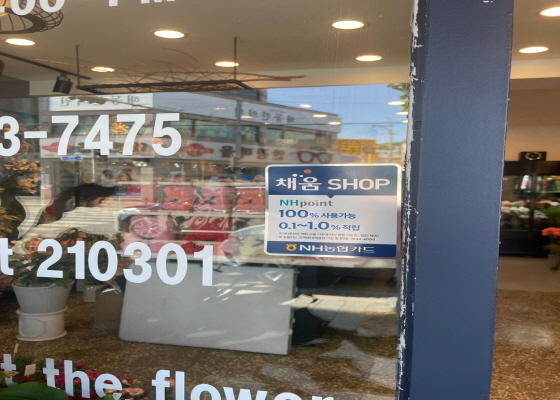 3-7475
채움 SHOP
NHpoint
100% 사용가능
0.1~1.0% 적립
NH농협카드
t 210301
t the flower